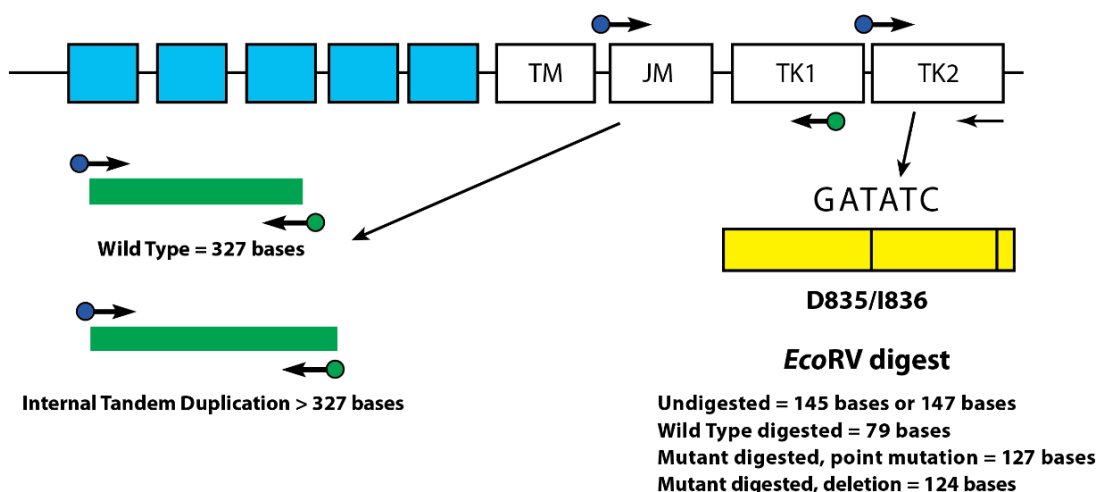 TM
JM
TK1
TK2
GATATC
Wild Type = 327 bases
D835/I836
EcoRV digest
Internal Tandem Duplication > 327 bases
Undigested = 145 bases or 147 bases
Wild Type digested = 79 bases
Mutant digested, point mutation = 127 bases
Mutant digested, deletion = 124 bases